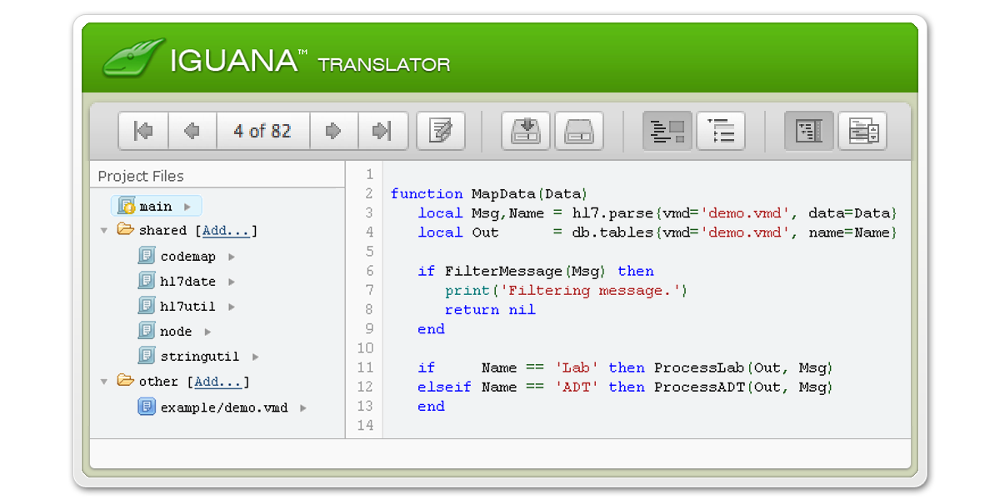 IGUANA™ TRANSLATOR
4 of 82
Project Files
main
shared [Add...]
codemap
hl7date
hl7util
node
stringutil
other [Add...]
example/demo.vmd
1
2 function MapData(Data)
3 local Msg,Name = hl7.parse{vmd='demo.vmd', data=Data}
4 local Out = db.tables{vmd='demo.vmd', name=Name}
5
6 if FilterMessage(Msg) then
7 print('Filtering message.')
8 return nil
9 end
10
11 if Name == 'Lab' then ProcessLab(Out, Msg)
12 elseif Name == 'ADT' then ProcessADT(Out, Msg)
13 end
14